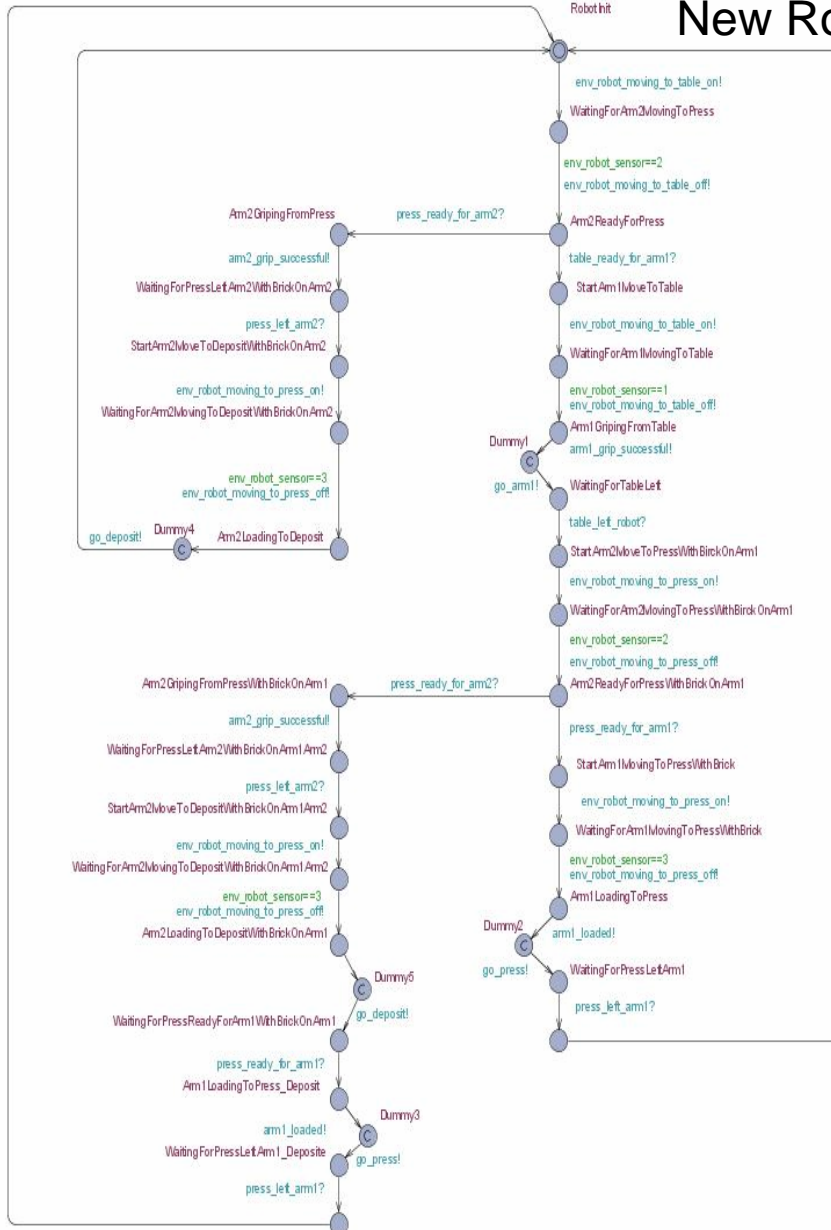 New Ro
RobotInit
env_robot_moving_to_table_on!
WaitingForArm2MovingToPress
env_robot_sensor==2
env_robot_moving_to_table_off!
Arm2GripingFromPress
press_ready_for_arm2?
Arm2ReadyForPress
arm2_grip_successful!
table_ready_for_arm1?
WaitingForPressLeftArm2WithBrickOnArm2
StartArm1MoveToTable
press_left_arm2?
env_robot_moving_to_table_on!
StartArm2MoveToDepositWithBrickOnArm2
WaitingForArm1MovingToTable
env_robot_moving_to_press_on!
env_robot_sensor==1
env_robot_moving_to_table_off!
WaitingForArm2MovingToDepositWithBrickOnArm2
Arm1GripingFromTable
Dummy1
arm1_grip_successful!
env_robot_sensor==3
env_robot_moving_to_press_off!
go_arm1!
WaitingForTableLeft
table_left_robot?
go_deposit!
Dummy4
Arm2LoadingToDeposit
StartArm2MoveToPressWithBirckOnArm1
env_robot_moving_to_press_on!
WaitingForArm2MovingToPressWithBirckOnArm1
env_robot_sensor==2
env_robot_moving_to_press_off!
Arm2GripingFromPressWithBrickOnArm1
press_ready_for_arm2?
Arm2ReadyForPressWithBrickOnArm1
arm2_grip_successful!
press_ready_for_arm1?
WaitingForPressLeftArm2WithBrickOnArm1Arm2
StartArm1MovingToPressWithBrick
press_left_arm2?
env_robot_moving_to_press_on!
StartArm2MoveToDepositWithBrickOnArm1Arm2
WaitingForArm1MovingToPressWithBrick
env_robot_moving_to_press_on!
env_robot_sensor==3
env_robot_moving_to_press_off!
WaitingForArm2MovingToDepositWithBrickOnArm1Arm2
env_robot_sensor==3
env_robot_moving_to_press_off!
Arm1LoadingToPress
Arm2LoadingToDepositWithBrickOnArm1
Dummy2
arm1_loaded!
go_press!
WaitingForPressLeftArm1
Dummy5
press_left_arm1?
go_deposit!
WaitingForPressReadyForArm1WithBrickOnArm1
press_ready_for_arm1?
Arm1LoadingToPress_Deposit
Dummy3
arm1_loaded!
WaitingForPressLeftArm1_Deposite
go_press!
press_left_arm1?
C
C
C
C
C